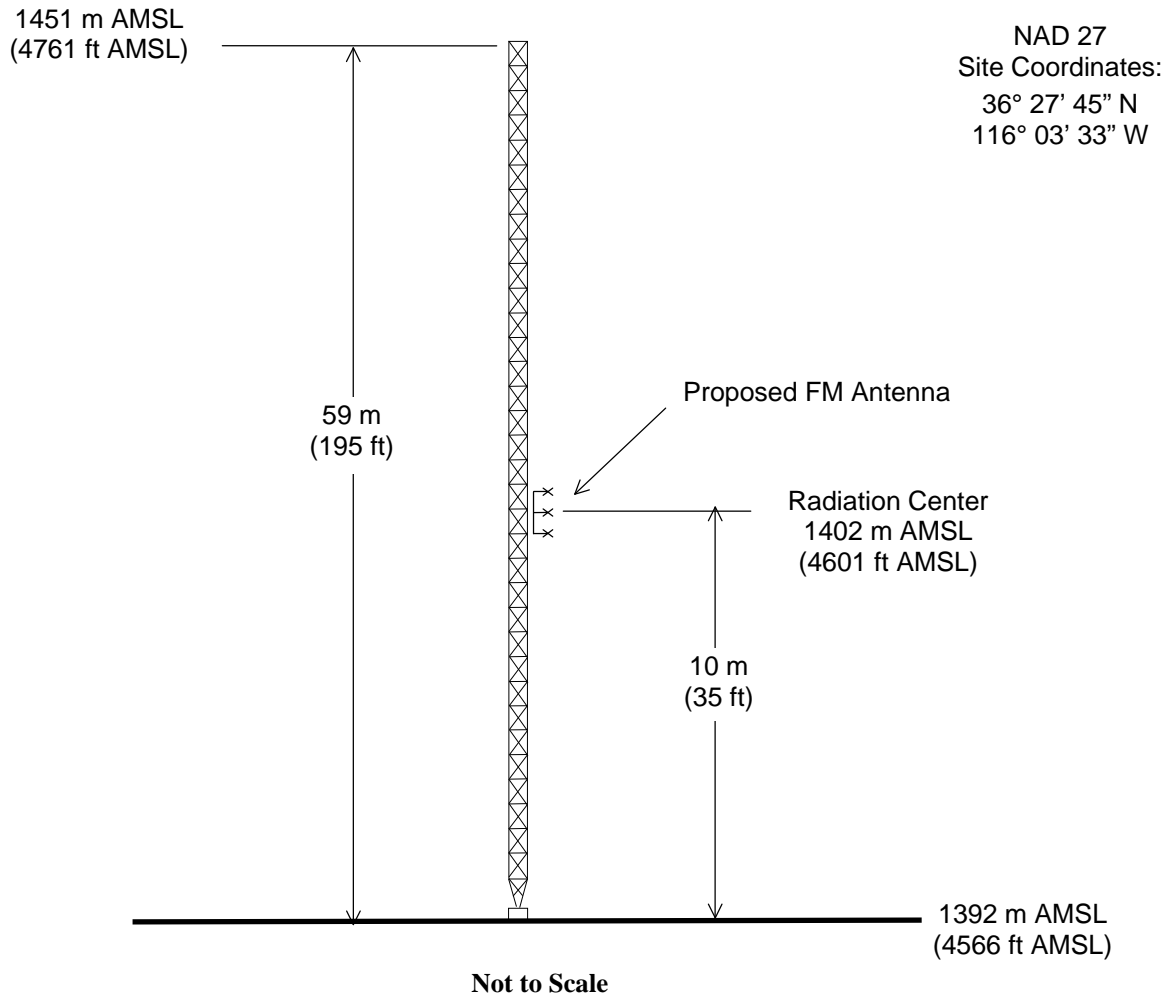 1451 m AMSL
(4761 ft AMSL)
NAD 27
Site Coordinates:
36° 27’ 45” N
116° 03’ 33” W
Proposed FM Antenna
59 m
(195 ft)
Radiation Center
1402 m AMSL
(4601 ft AMSL)
10 m
(35 ft)
1392 m AMSL
(4566 ft AMSL)
Not to Scale